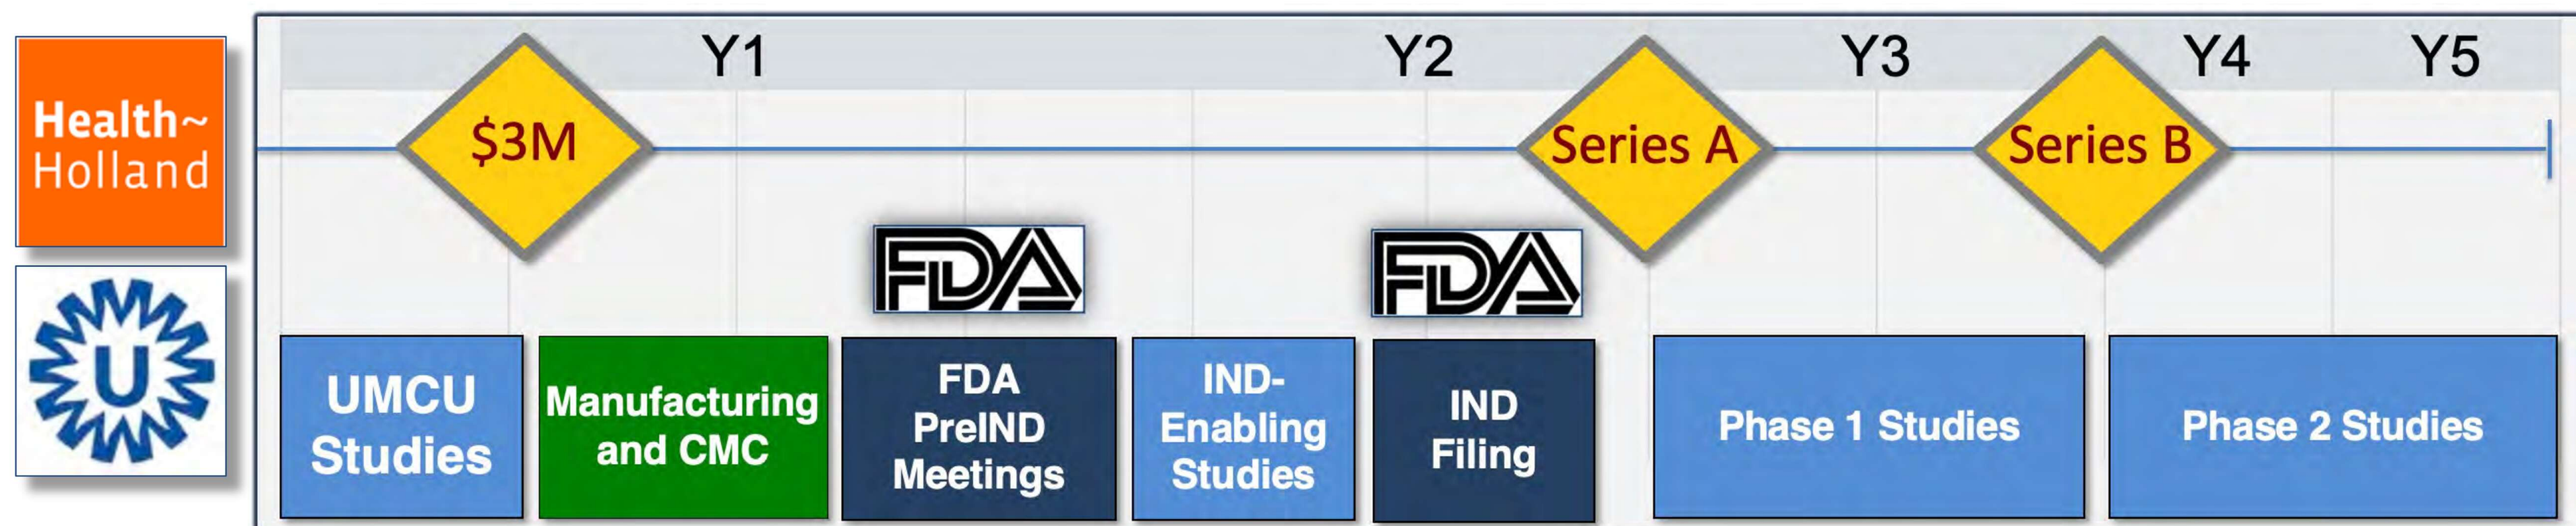 Health~
Holland
U
Y1
Y2
Y3
Y4
Y5
$3M
Series A
Series B
FDA
FDA
UMCU
Studies
Manufacturing
and CMC
FDA
PreIND
Meetings
IND-
Enabling
Studies
IND
Filing
Phase 1 Studies
Phase 2 Studies